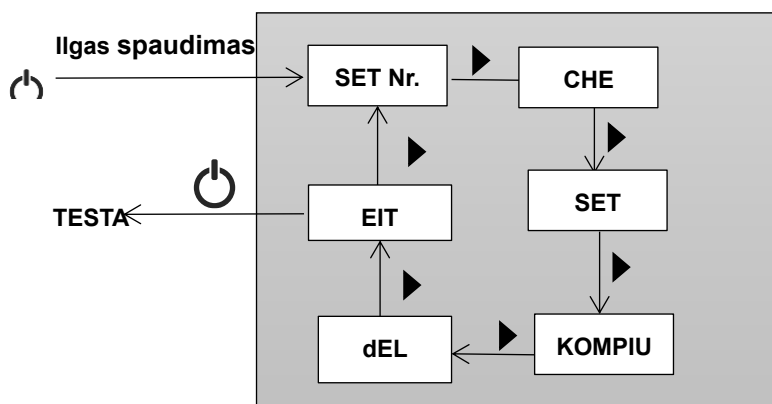 Ilgas spaudimas
SET Nr.
CHE
SET
TESTA
EIT
dEL
KOMPIU